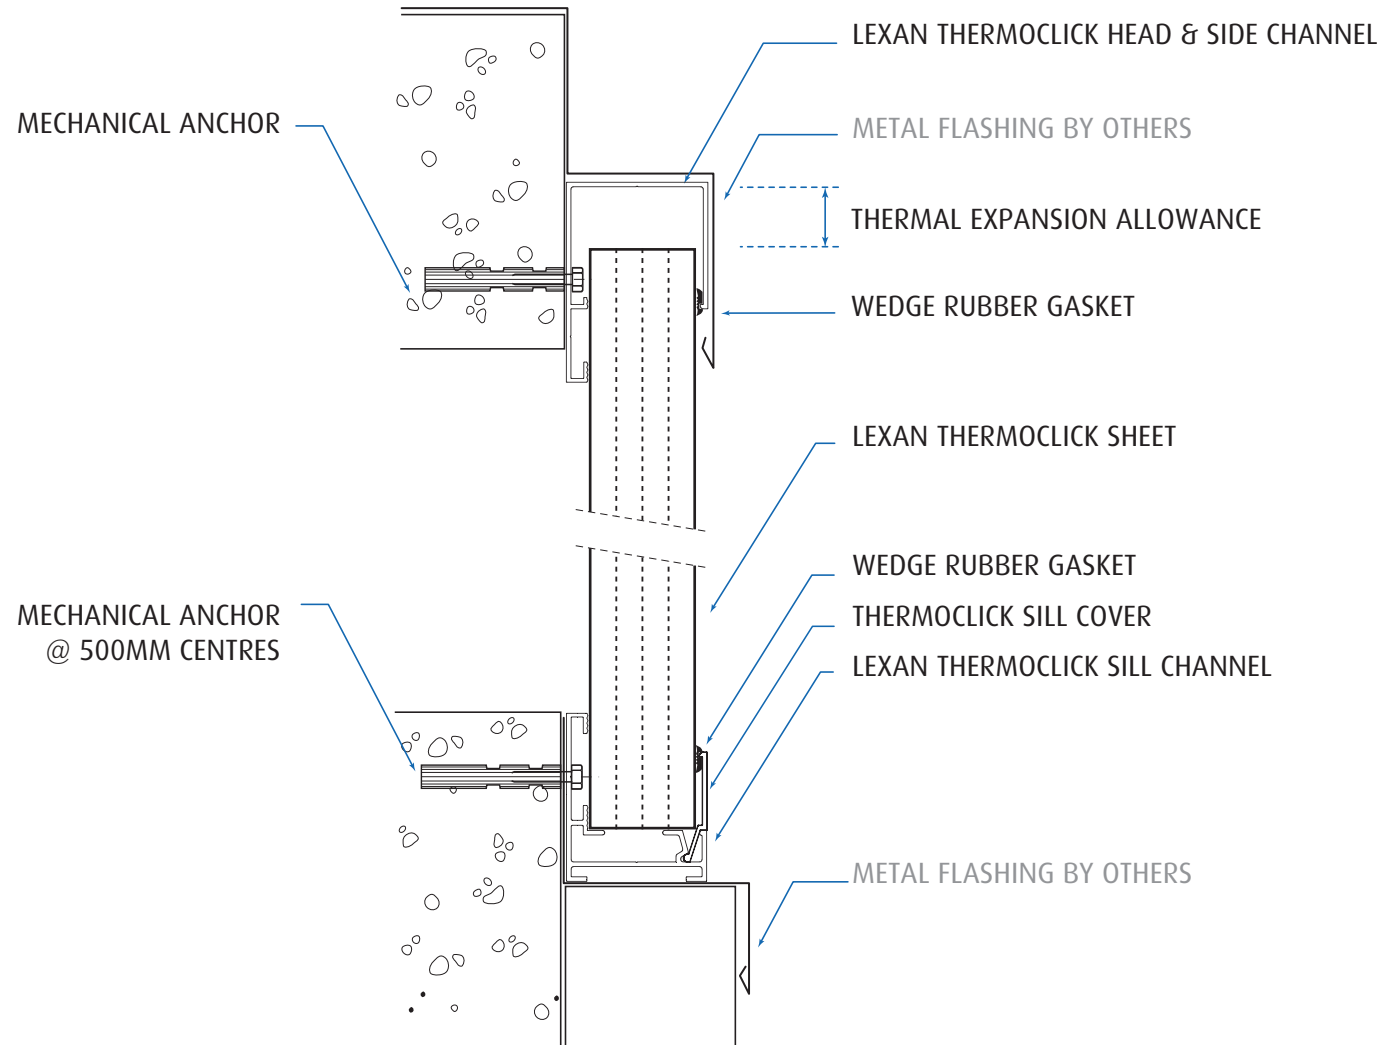 LEXAN THERMOCLICK HEAD & SIDE CHANNEL
MECHANICAL ANCHOR
METAL FLASHING BY OTHERS
THERMAL EXPANSION ALLOWANCE
WEDGE RUBBER GASKET
LEXAN THERMOCLICK SHEET
WEDGE RUBBER GASKET
MECHANICAL ANCHOR
@ 500MM CENTRES
THERMOCLICK SILL COVER
LEXAN THERMOCLICK SILL CHANNEL
METAL FLASHING BY OTHERS